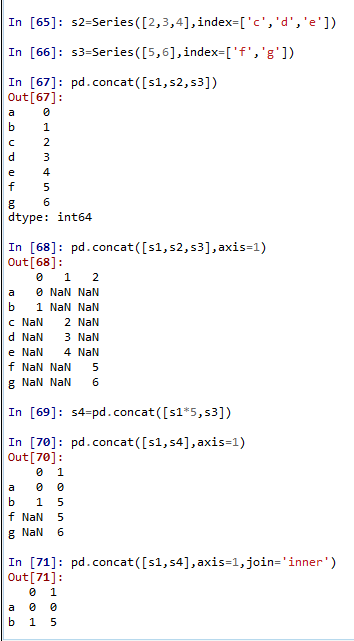 In [65]: s2=Series([2,3,4],index=['c','d','e'])
In [66]: s3=Series([5,6],index=['f','g'])
In [67]: pd.concat([s1,s2,s3])
Out[67]:
a    0
b    1
c    2
d    3
e    4
f    5
g    6
dtype: int64
In [68]: pd.concat([s1,s2,s3],axis=1)
Out[68]:
    0   1   2
a   0 NaN NaN
b   1 NaN NaN
c NaN   2 NaN
d NaN   3 NaN
e NaN   4 NaN
f NaN NaN   5
g NaN NaN   6
In [69]: s4=pd.concat([s1*5,s3])
In [70]: pd.concat([s1,s4],axis=1)
Out[70]:
    0  1
a   0  0
b   1  5
f NaN  5
g NaN  6
In [71]: pd.concat([s1,s4],axis=1,join='inner')
Out[71]:
   0  1
a  0  0
b  1  5